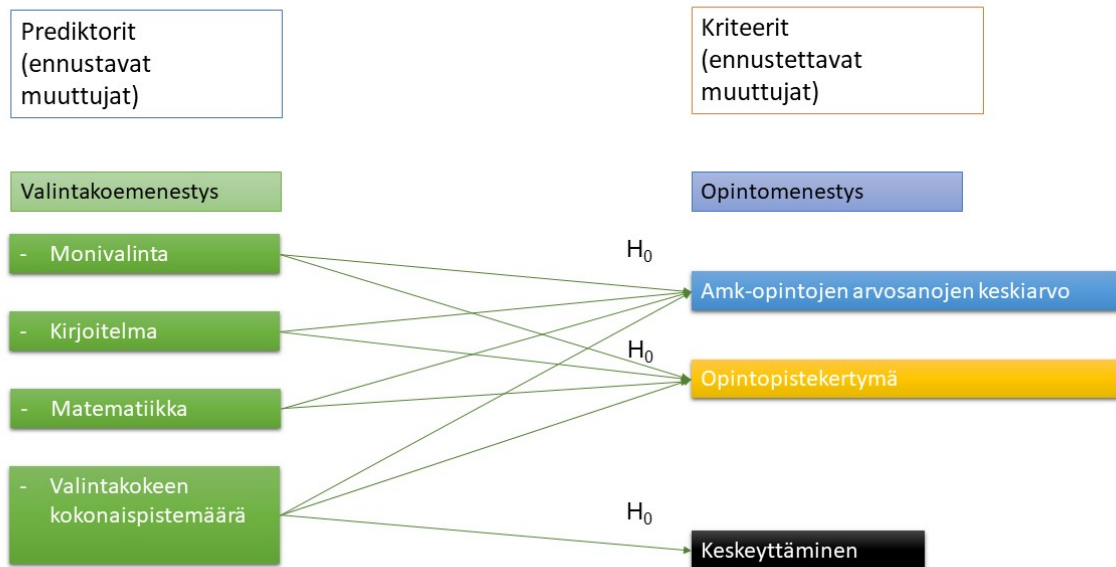 Prediktorit
(ennustavat
muuttujat)
Kriteerit
(ennustettavat
muuttujat)
Valintakoemenestys
Opintomenestys
- Monivalinta
H₀
Amk-opintojen arvosanojen keskiarvo
- Kirjoitelma
H₀
Opintopistekertymä
- Matematiikka
- Valintakokeen
kokonaispistemäärä
H₀
Keskeyttäminen